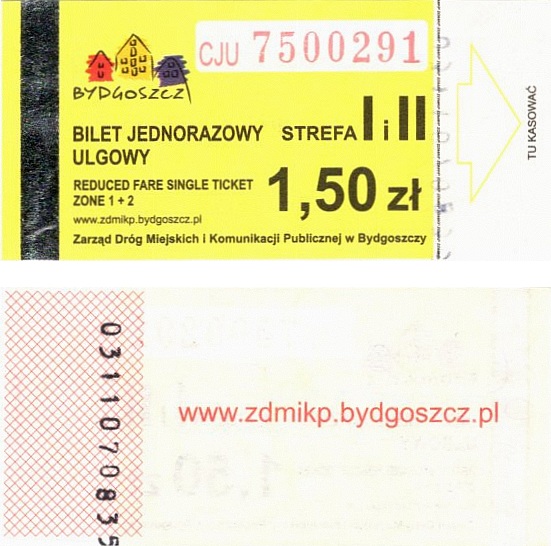 CJU 7500291
BYDGOSZCZ
BILET JEDNORAZOWY STREFA I i II
ULGOWY
REDUCED FARE SINGLE TICKET
ZONE 1 + 2
1,50 zł
www.zdmikp.bydgoszcz.pl
Zarząd Dróg Miejskich i Komunikacji Publicznej w Bydgoszczy
TU KASOWAĆ
0311070835
www.zdmikp.bydgoszcz.pl